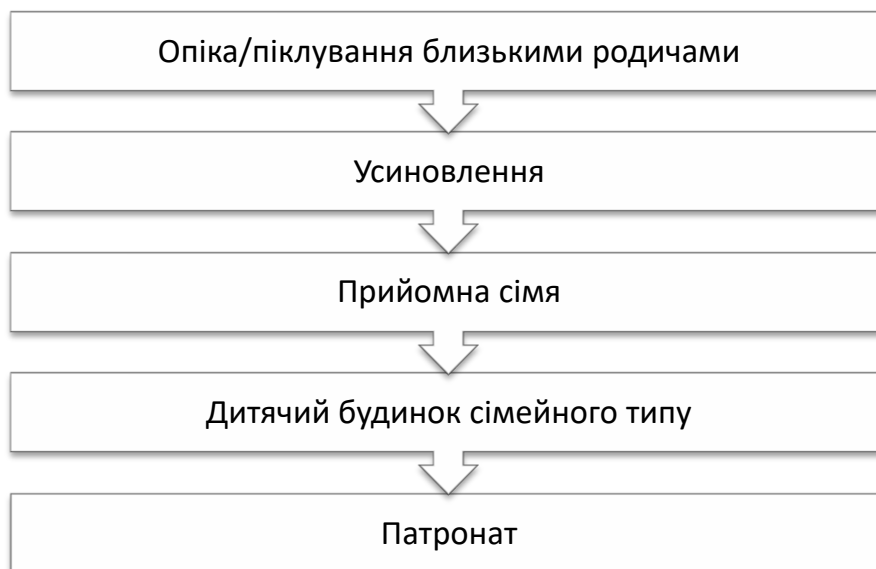 Опіка/піклування близькими родичами
Усиновлення
Прийомна сімя
Дитячий будинок сімейного типу
Патронат